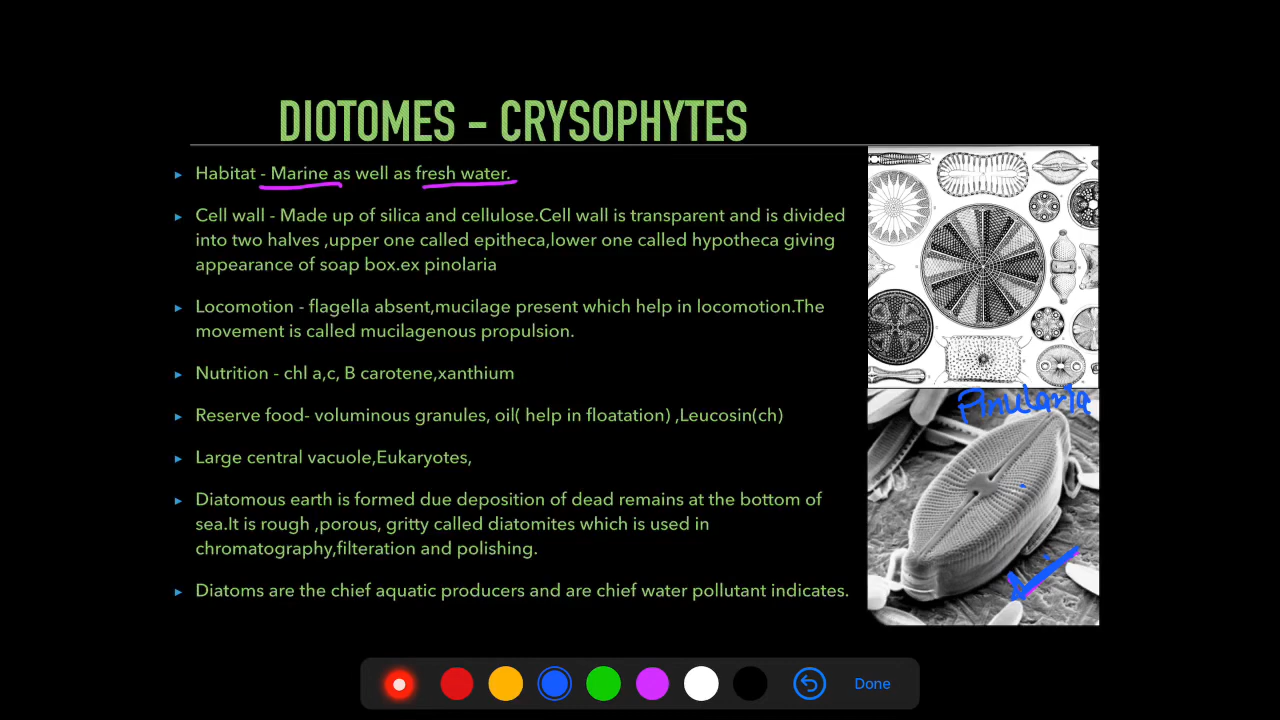 DIOTOMES - CRYSOPHYTES
Habitat - Marine as well as fresh water.
Cell wall - Made up of silica and cellulose.Cell wall is transparent and is divided
into two halves ,upper one called epitheca,lower one called hypotheca giving
appearance of soap box.ex pinolaria
Locomotion - flagella absent,mucilage present which help in locomotion.The
movement is called mucilagenous propulsion.
Nutrition - chl a,c, B carotene,xanthium
Pinularia
Reserve food- voluminous granules, oil( help in floatation) ,Leucosin(ch)
Large central vacuole,Eukaryotes,
Diatomous earth is formed due deposition of dead remains at the bottom of
sea.It is rough ,porous, gritty called diatomites which is used in
chromatography,filteration and polishing.
Diatoms are the chief aquatic producers and are chief water pollutant indicates.
Done